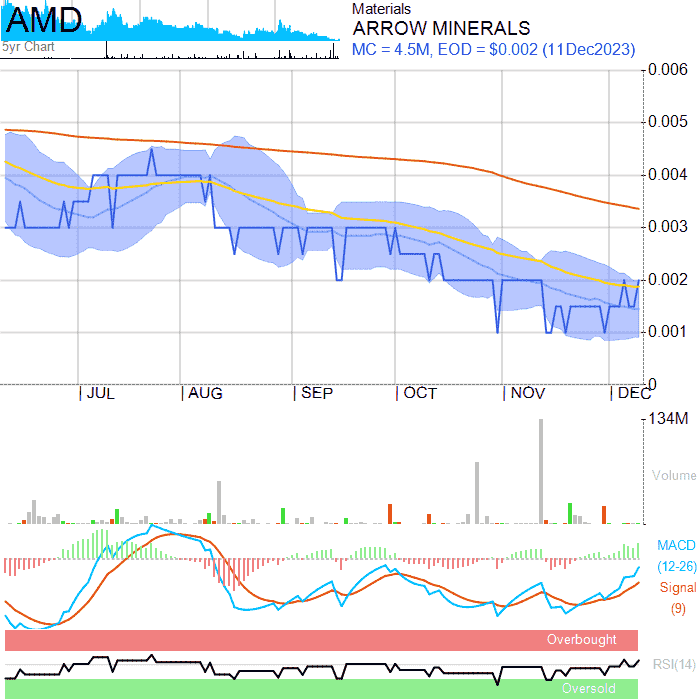 AMD
5yr Chart
Materials
ARROW MINERALS
MC = 4.5M, EOD = $0.002 (11Dec2023)
0.006
0.005
0.004
0.003
0.002
0.001
0
JUL AUG SEP OCT NOV DEC
134M
Volume
MACD
(12-26)
Signal
(9)
Overbought
RSI(14)
Oversold